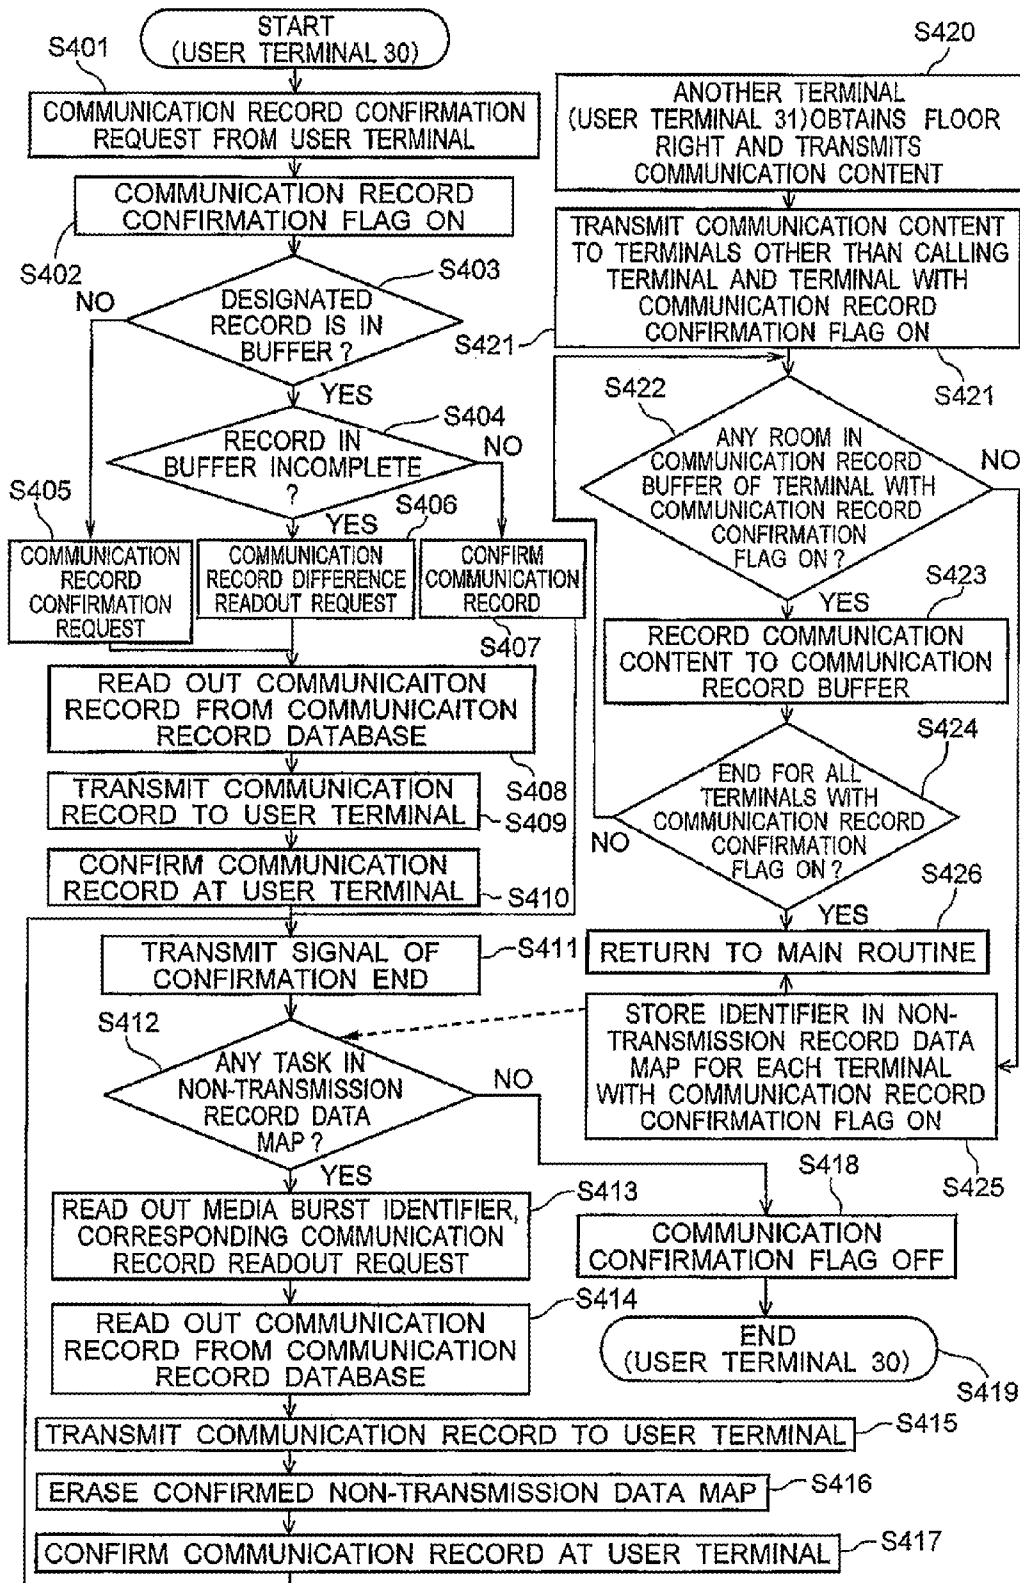 START
(USER TERMINAL 30)
S401
COMMUNICATION RECORD CONFIRMATION
REQUEST FROM USER TERMINAL
COMMUNICATION RECORD
CONFIRMATION FLAG ON
S402
S403
NO
DESIGNATED
RECORD IS IN
BUFFER ?
YES
S404
RECORD IN
BUFFER INCOMPLETE
?
NO
YES
S405
COMMUNICATION
RECORD
CONFIRMATION
REQUEST
S406
COMMUNICATION
RECORD DIFFERENCE
READOUT REQUEST
CONFIRM
COMMUNICATION
RECORD
S407
READ OUT COMMUNICAITON
RECORD FROM COMMUNICAITON
RECORD DATABASE
S408
TRANSMIT COMMUNICATION
RECORD TO USER TERMINAL
S409
CONFIRM COMMUNICATION
RECORD AT USER TERMINAL
S410
TRANSMIT SIGNAL OF
CONFIRMATION END
S411
S412
ANY TASK IN
NON-TRANSMISSION
RECORD DATA
MAP ?
NO
YES
READ OUT MEDIA BURST IDENTIFIER,
CORRESPONDING COMMUNICATION
RECORD READOUT REQUEST
S413
READ OUT COMMUNICATION
RECORD FROM COMMUNICATION
RECORD DATABASE
S414
TRANSMIT COMMUNICATION RECORD TO USER TERMINAL
S415
ERASE CONFIRMED NON-TRANSMISSION DATA MAP
S416
CONFIRM COMMUNICATION RECORD AT USER TERMINAL
S417
S420
ANOTHER TERMINAL
(USER TERMINAL 31)OBTAINS FLOOR
RIGHT AND TRANSMITS
COMMUNICATION CONTENT
TRANSMIT COMMUNICATION CONTENT
TO TERMINALS OTHER THAN CALLING
TERMINAL AND TERMINAL WITH
COMMUNICATION RECORD
CONFIRMATION FLAG ON
S421
S421
S422
ANY ROOM IN
COMMUNICATION RECORD
BUFFER OF TERMINAL WITH
COMMUNICATION RECORD
CONFIRMATION
FLAG ON ?
NO
YES
S423
RECORD COMMUNICATION
CONTENT TO COMMUNICATION
RECORD BUFFER
S424
END FOR ALL
TERMINALS WITH
COMMUNICATION RECORD
CONFIRMATION
FLAG ON ?
NO
YES
S426
RETURN TO MAIN ROUTINE
STORE IDENTIFIER IN NON-
TRANSMISSION RECORD DATA
MAP FOR EACH TERMINAL
WITH COMMUNICATION RECORD
CONFIRMATION FLAG ON
S425
S418
COMMUNICATION
CONFIRMATION FLAG OFF
END
(USER TERMINAL 30)
S419